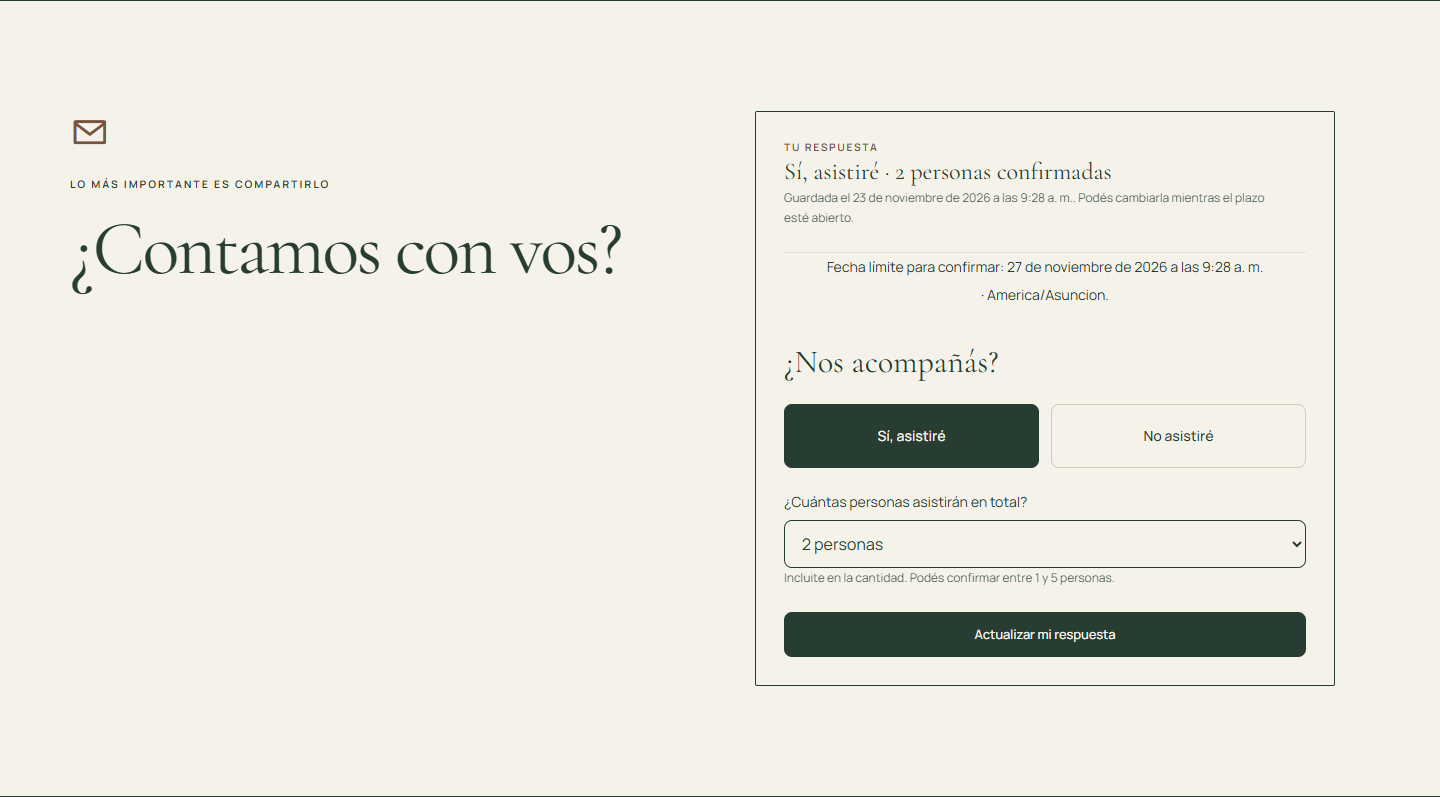 LO MÁS IMPORTANTE ES COMPARTIRLO
¿Contamos con vos?
TU RESPUESTA
Sí, asistiré · 2 personas confirmadas
Guardada el 23 de noviembre de 2026 a las 9:28 a. m.. Podés cambiarla mientras el plazo
esté abierto.
Fecha límite para confirmar: 27 de noviembre de 2026 a las 9:28 a. m.
· America/Asuncion.
¿Nos acompañás?
Sí, asistiré
No asistiré
¿Cuántas personas asistirán en total?
2 personas
Incluite en la cantidad. Podés confirmar entre 1 y 5 personas.
Actualizar mi respuesta